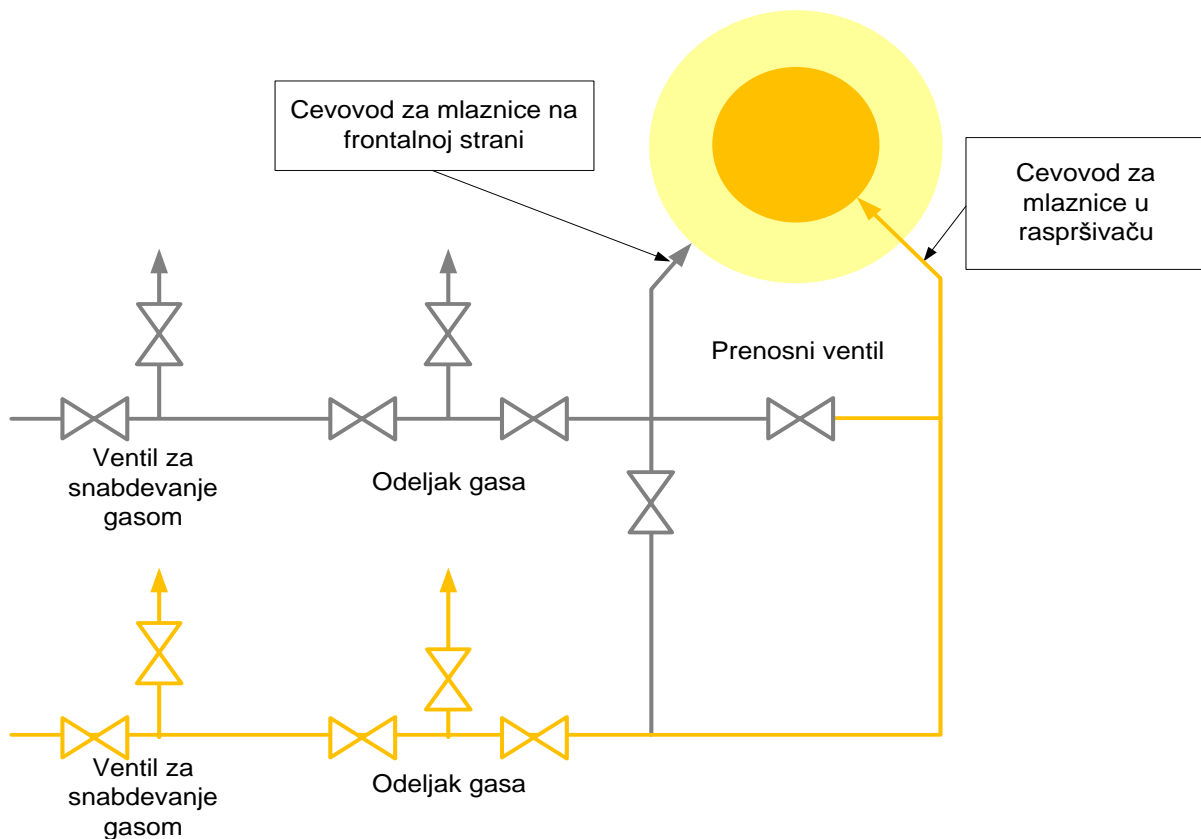 Cevovod za mlaznice na
frontalnoj strani
Cevovod za
mlaznice u
raspršivaču
Prenosni ventil
Ventil za
snabdevanje
gasom
Odeljak gasa
Ventil za
snabdevanje
gasom
Odeljak gasa